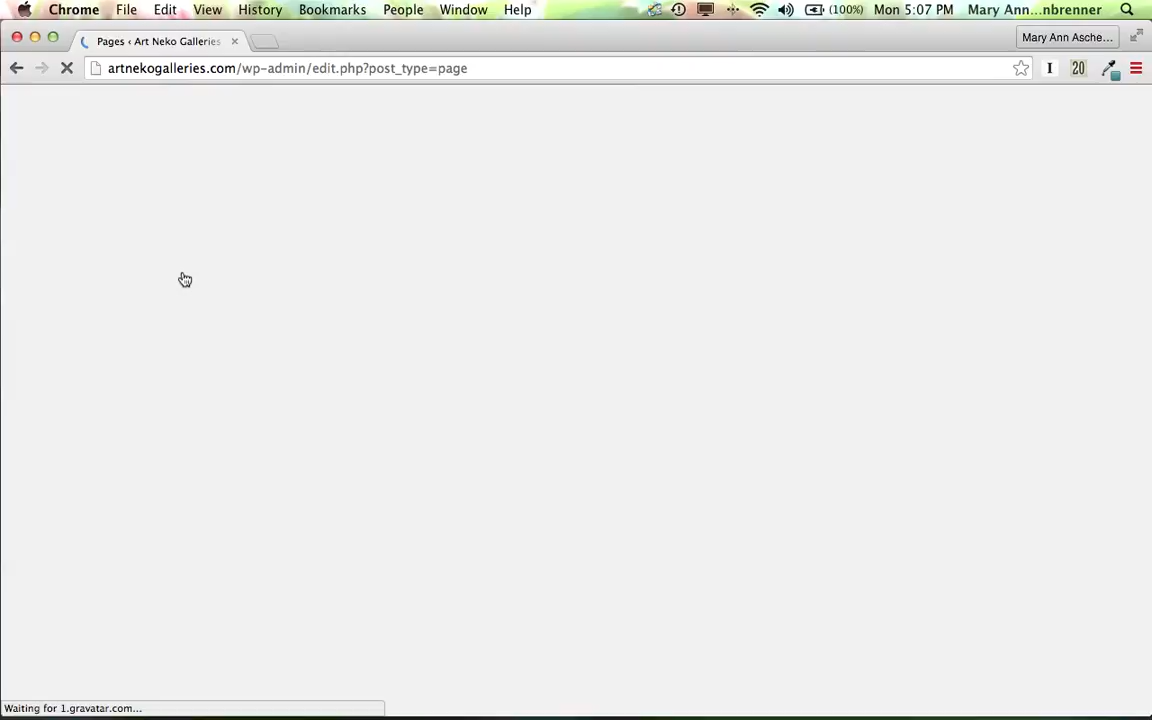 Chrome File Edit View History Bookmarks People Window Help (100%) Mon 5:07 PM Mary Ann...nbrenner
Pages ‹ Art Neko Galleries Mary Ann Asche...
artnekogalleries.com/wp-admin/edit.php?post_type=page I 20
Waiting for 1.gravatar.com...